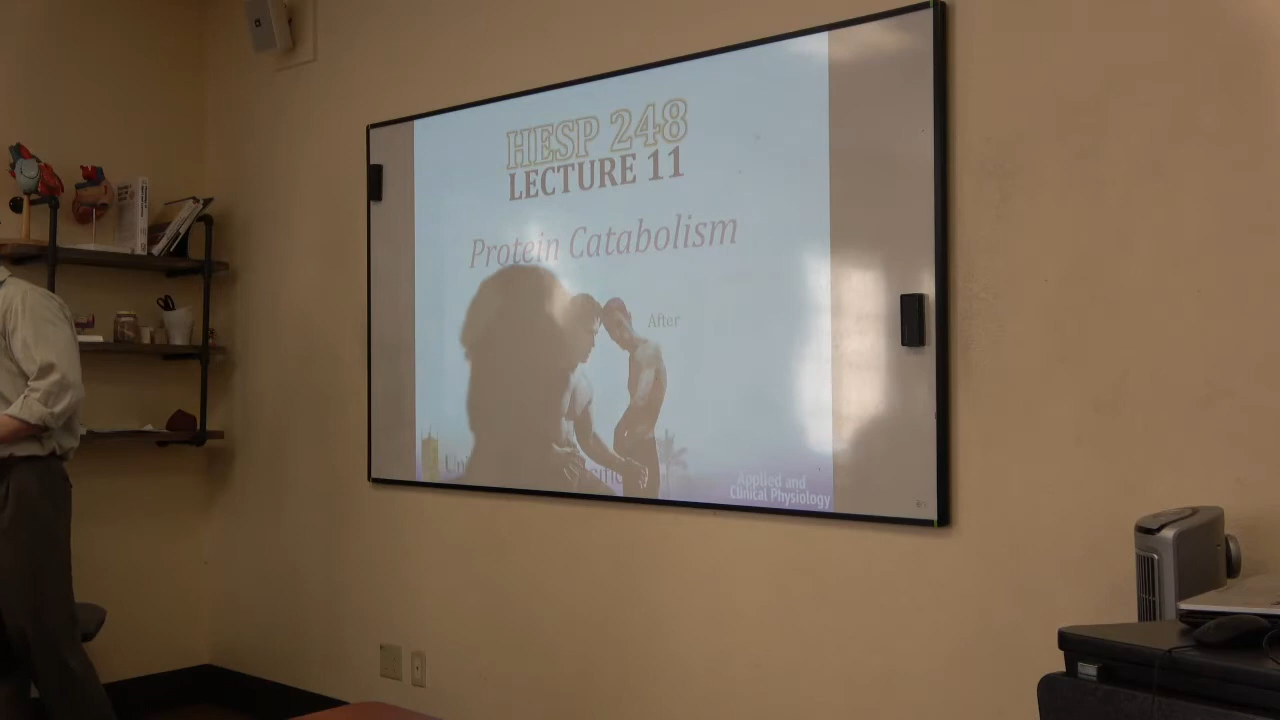 HESP 248
LECTURE 11
Protein Catabolism
After
Applied and
Clinical Physiology